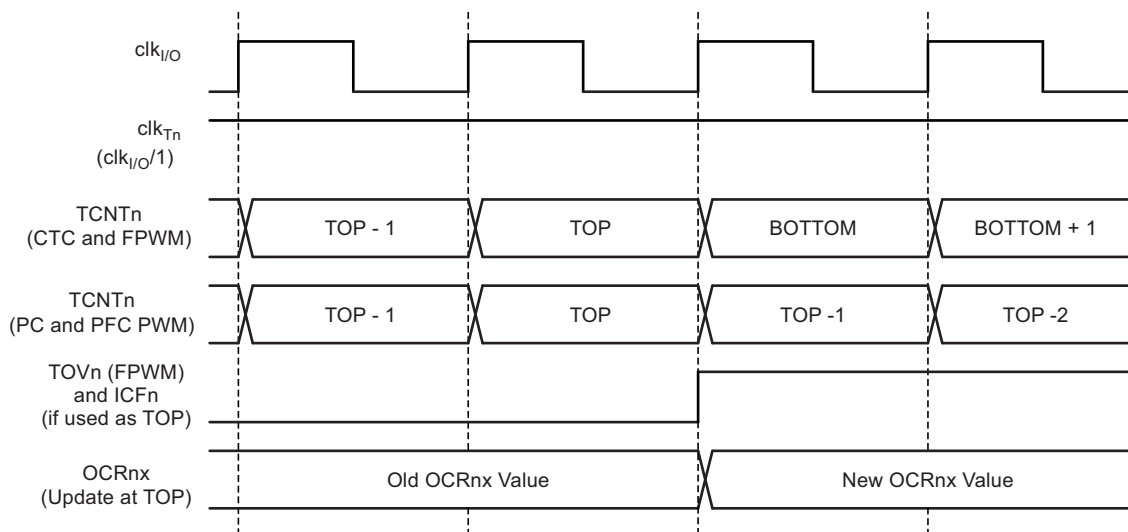 clkI/O
clkTn
(clkI/O/1)
TCNTn
(CTC and FPWM)
TOP - 1
TOP
BOTTOM
BOTTOM + 1
TCNTn
(PC and PFC PWM)
TOP - 1
TOP
TOP -1
TOP -2
TOVn (FPWM)
and ICFn
(if used as TOP)
OCRnx
(Update at TOP)
Old OCRnx Value
New OCRnx Value